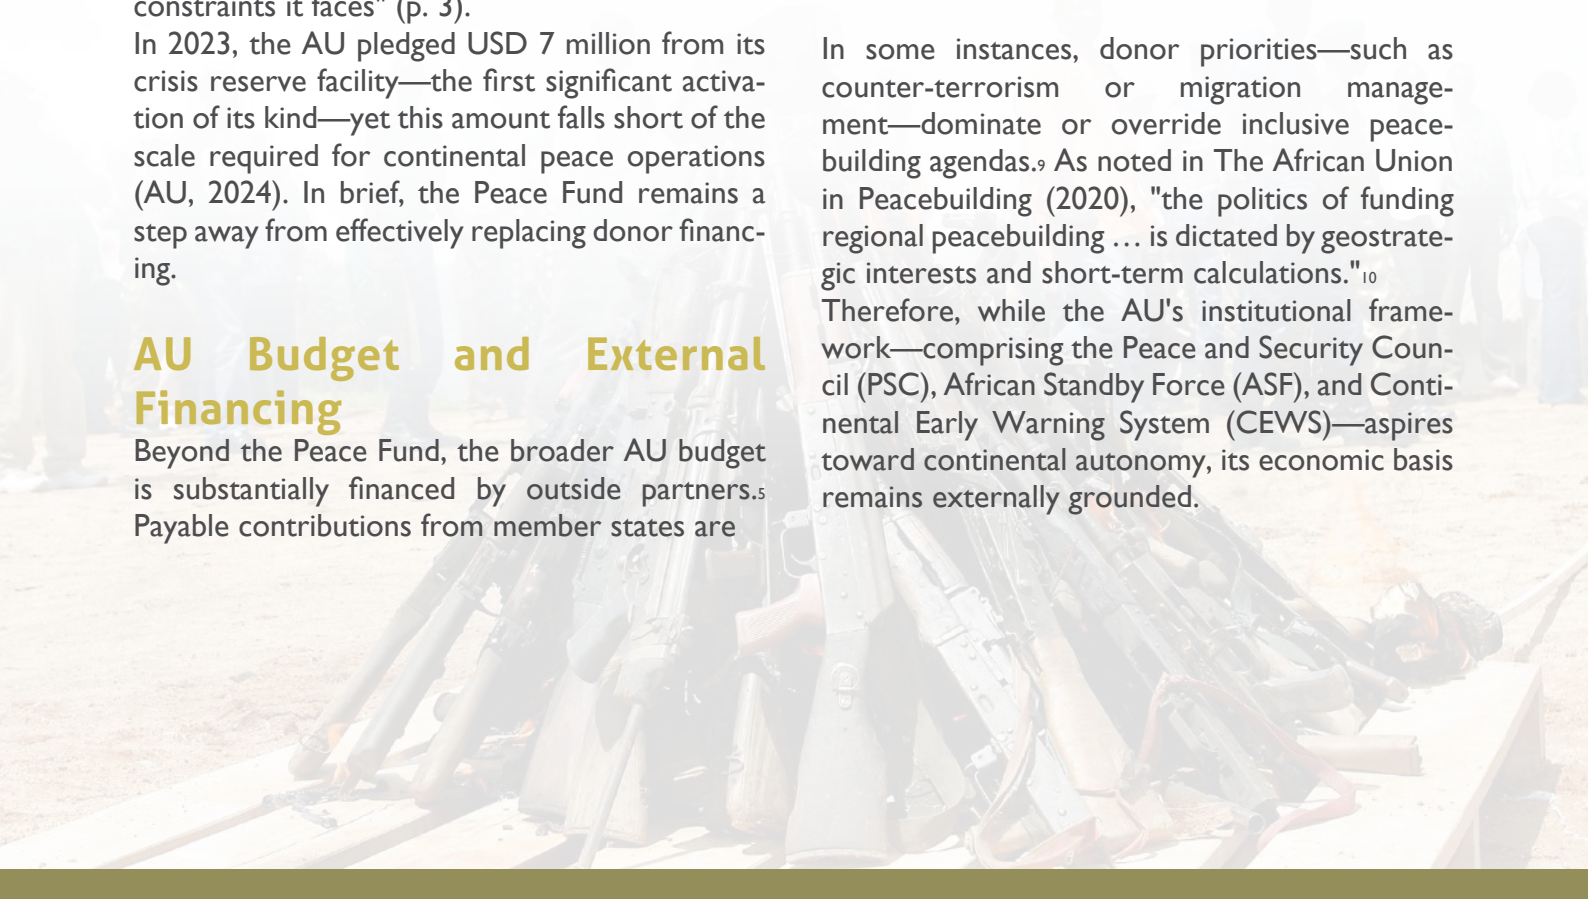 constraints it faces" (p. 3).
In 2023, the AU pledged USD 7 million from its
crisis reserve facility—the first significant activa-
tion of its kind—yet this amount falls short of the
scale required for continental peace operations
(AU, 2024). In brief, the Peace Fund remains a
step away from effectively replacing donor financ-
ing.
AU Budget and External
Financing
Beyond the Peace Fund, the broader AU budget
is substantially financed by outside partners.5
Payable contributions from member states are
In some instances, donor priorities—such as
counter-terrorism or migration manage-
ment—dominate or override inclusive peace-
building agendas.9 As noted in The African Union
in Peacebuilding (2020), "the politics of funding
regional peacebuilding … is dictated by geostrate-
gic interests and short-term calculations."10
Therefore, while the AU's institutional frame-
work—comprising the Peace and Security Coun-
cil (PSC), African Standby Force (ASF), and Conti-
nental Early Warning System (CEWS)—aspires
toward continental autonomy, its economic basis
remains externally grounded.